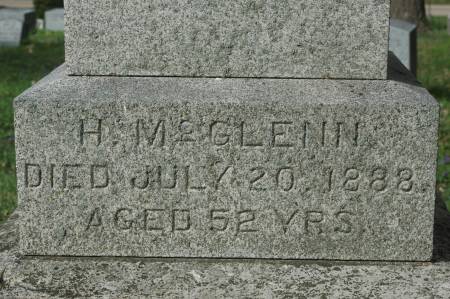 H. McGLENN
DIED JULY 20, 1888.
AGED 52 YRS.